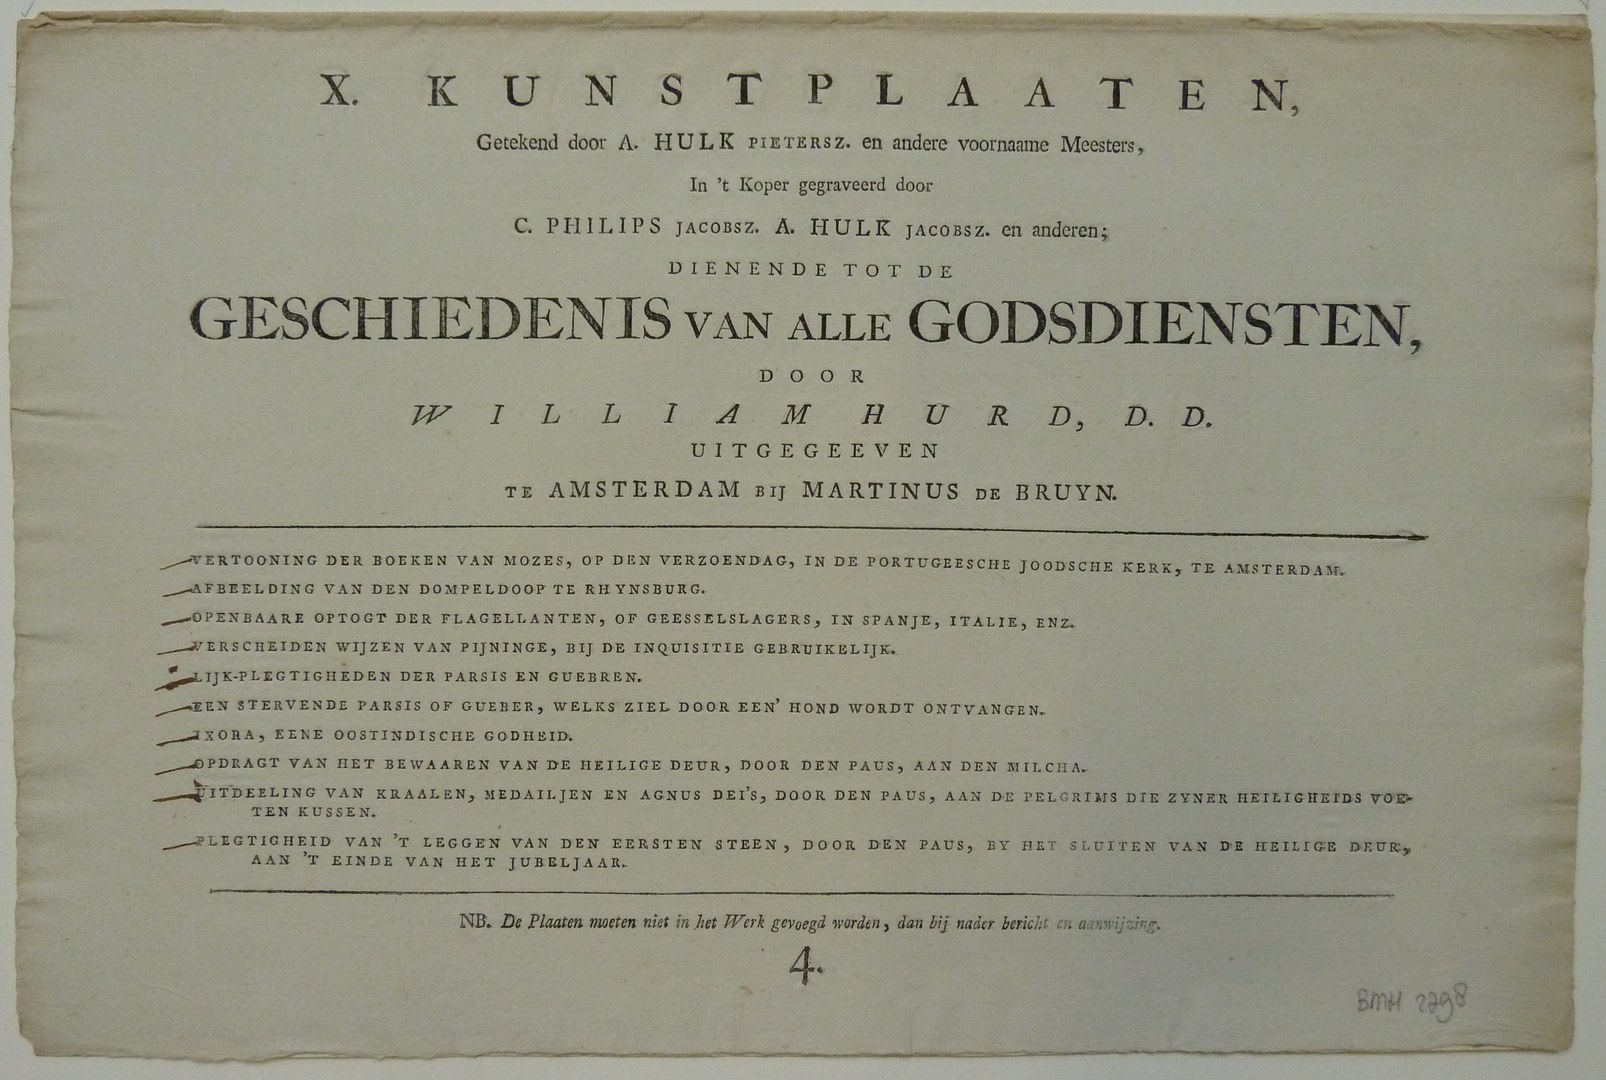 X. KUNSTPLAATEN,
Getekend door A. HULK PIETERSZ. en andere voornaame Meesters,
In 't Koper gegraveerd door
C. PHILIPS JACOBSZ. A. HULK JACOBSZ. en anderen;
DIENENDE TOT DE
GESCHIEDENIS VAN ALLE GODSDIENSTEN,
DOOR
WILLIAM HURD, D. D.
UITGEGEEVEN
TE AMSTERDAM BIJ MARTINUS DE BRUYN.
VERTOONING DER BOEKEN VAN MOZES, OP DEN VERZOENDAG, IN DE PORTUGEESCHE JOODSCHE KERK, TE AMSTERDAM.
AFBEELDING VAN DEN DOMPELDOOP TE RHYNSBURG.
OPENBAARE OPTOGT DER FLAGELLANTEN, OF GEESSELSLAGERS, IN SPANJE, ITALIE, ENZ.
VERSCHEIDEN WIJZEN VAN PIJNINGE, BIJ DE INQUISITIE GEBRUIKELIJK.
LIJK-PLEGTIGHEDEN DER PARSIS EN GUEBREN.
EEN STERVENDE PARSIS OF GUEBER, WELKS ZIEL DOOR EEN' HOND WORDT ONTVANGEN.
IXORA, EENE OOSTINDISCHE GODHEID.
OPDRAGT VAN HET BEWAAREN VAN DE HEILIGE DEUR, DOOR DEN PAUS, AAN DEN MILCHA.
UITDEELING VAN KRAALEN, MEDAILJEN EN AGNUS DEI'S, DOOR DEN PAUS, AAN DE PELGRIMS DIE ZYNER HEILIGHEIDS VOE-
TEN KUSSEN.
PLEGTIGHEID VAN 'T LEGGEN VAN DEN EERSTEN STEEN, DOOR DEN PAUS, BY HET SLUITEN VAN DE HEILIGE DEUR,
AAN 'T EINDE VAN HET JUBELJAAR.
NB. De Plaaten moeten niet in het Werk gevoegd worden, dan bij nader bericht en aanwijzing.
4.
BMH 2798